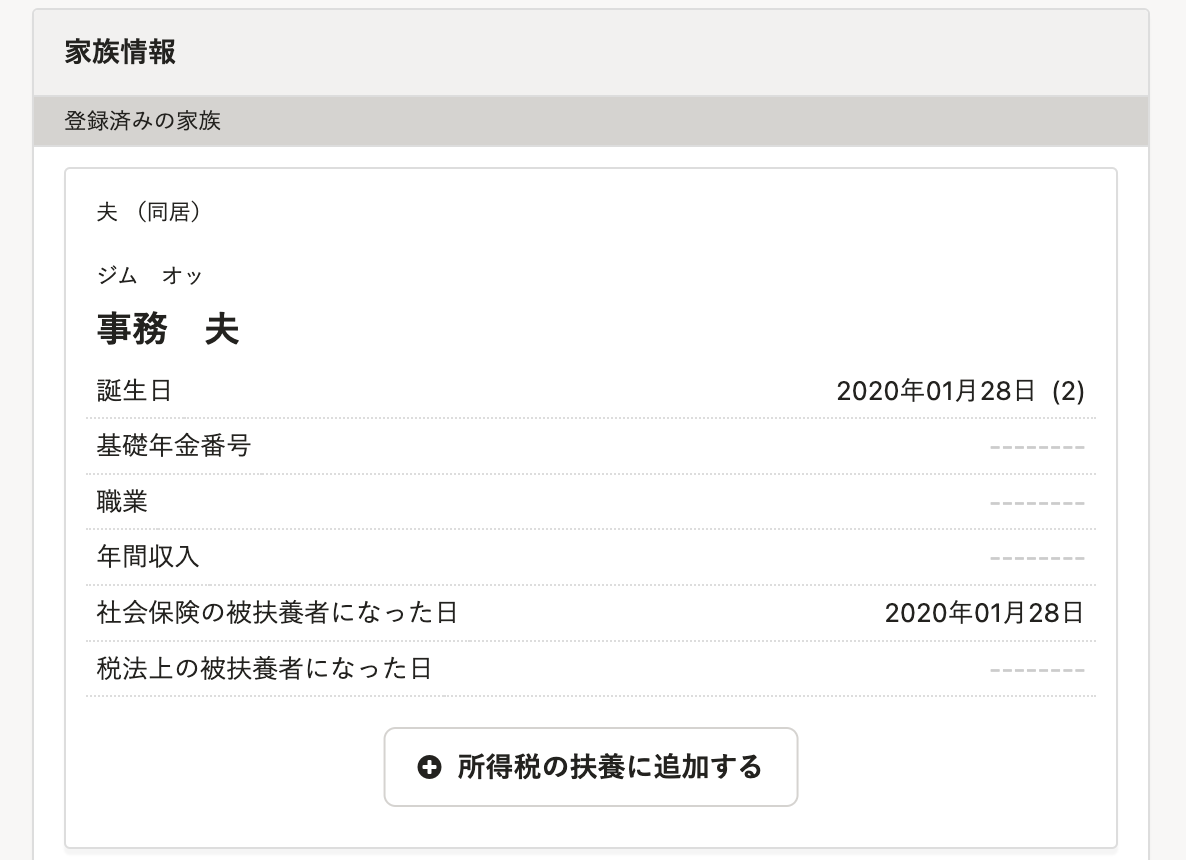 家族情報
登録済みの家族
夫 （同居）
ジム　オッ
事務　夫
誕生日 2020年01月28日 (2)
基礎年金番号 --------
職業 --------
年間収入 --------
社会保険の被扶養者になった日 2020年01月28日
税法上の被扶養者になった日 --------
所得税の扶養に追加する